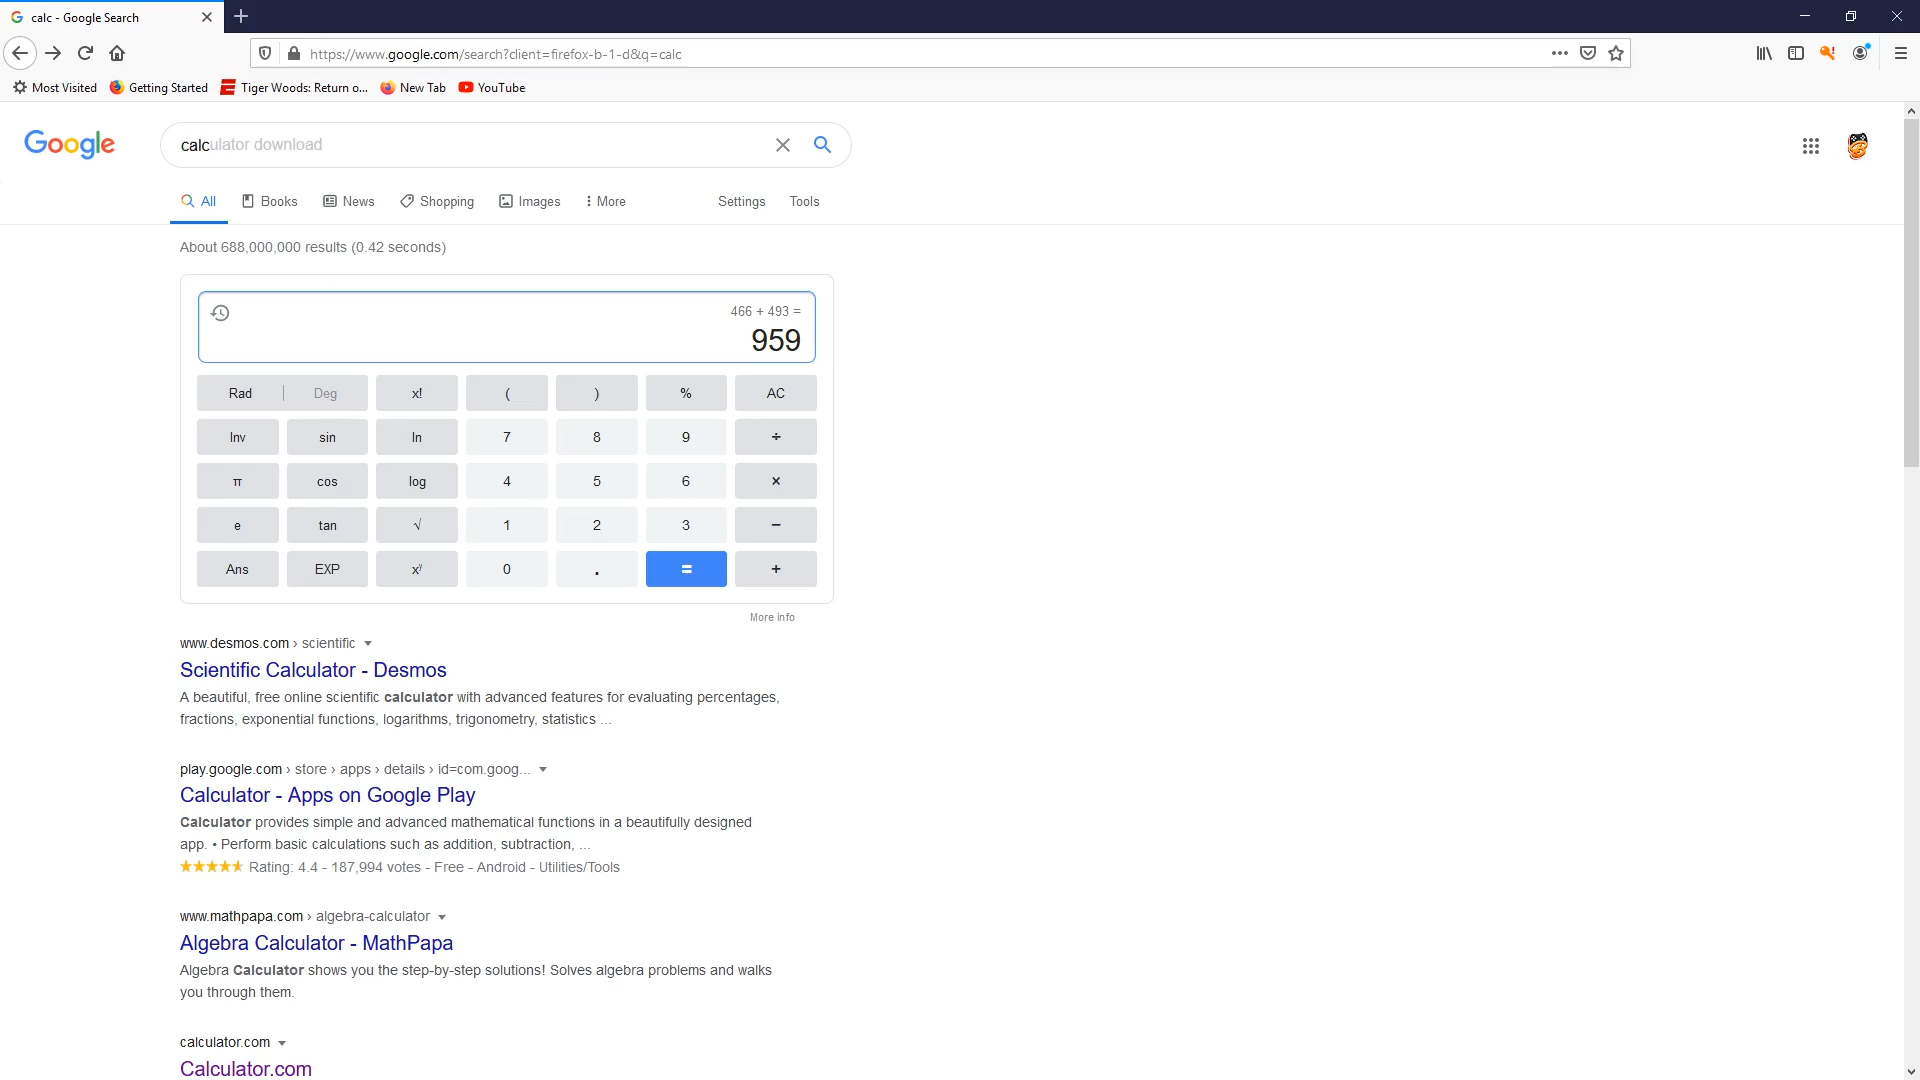 calc - Google Search
https://www.google.com/search?client=firefox-b-1-d&q=calc
Most Visited Getting Started Tiger Woods: Return o... New Tab YouTube
Google calculator download
All Books News Shopping Images More Settings Tools
About 688,000,000 results (0.42 seconds)
466 + 493 =
959
Rad Deg x! ( ) % AC
Inv sin ln 7 8 9 ÷
π cos log 4 5 6 ×
e tan √ 1 2 3 −
Ans EXP xʸ 0 . = +
More info
www.desmos.com › scientific
Scientific Calculator - Desmos
A beautiful, free online scientific calculator with advanced features for evaluating percentages,
fractions, exponential functions, logarithms, trigonometry, statistics ...
play.google.com › store › apps › details › id=com.goog...
Calculator - Apps on Google Play
Calculator provides simple and advanced mathematical functions in a beautifully designed
app. • Perform basic calculations such as addition, subtraction, ...
Rating: 4.4 - 187,994 votes - Free - Android - Utilities/Tools
www.mathpapa.com › algebra-calculator
Algebra Calculator - MathPapa
Algebra Calculator shows you the step-by-step solutions! Solves algebra problems and walks
you through them.
calculator.com
Calculator.com